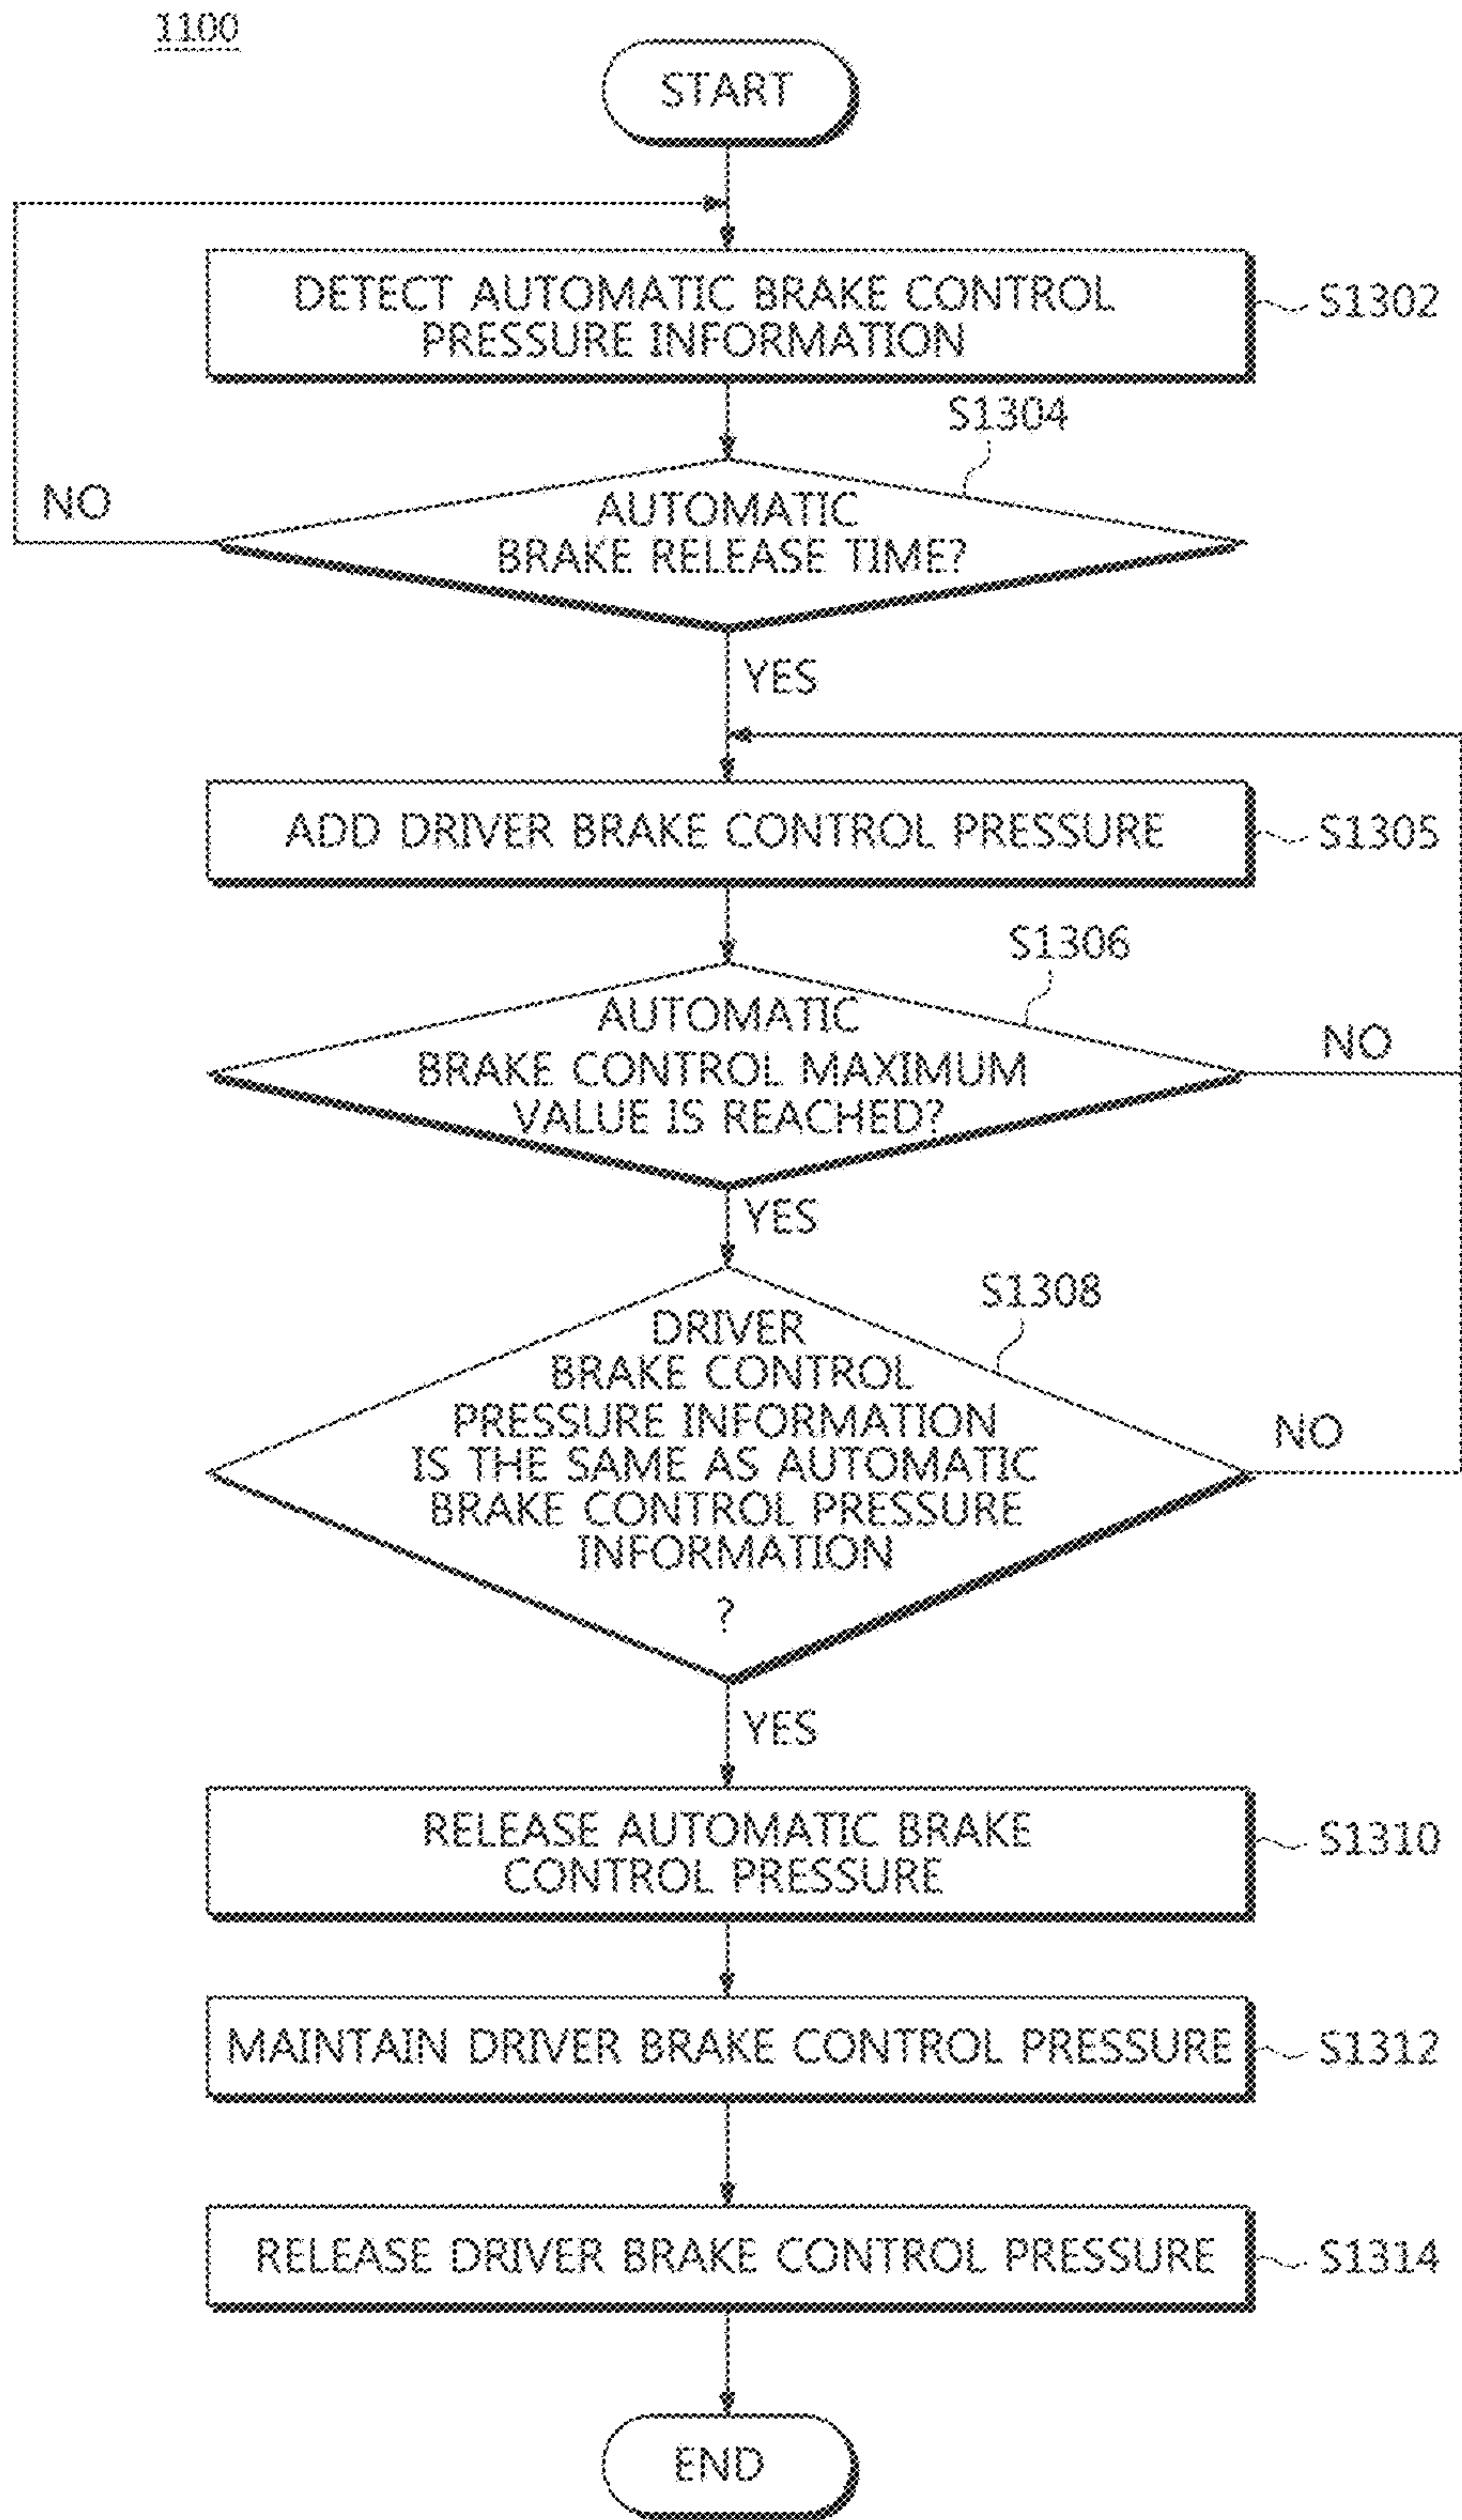 1100
START
DETECT AUTOMATIC BRAKE CONTROL
PRESSURE INFORMATION
S1302
S1304
NO
AUTOMATIC
BRAKE RELEASE TIME?
YES
ADD DRIVER BRAKE CONTROL PRESSURE
S1305
S1306
AUTOMATIC
BRAKE CONTROL MAXIMUM
VALUE IS REACHED?
NO
YES
S1308
DRIVER
BRAKE CONTROL
PRESSURE INFORMATION
IS THE SAME AS AUTOMATIC
BRAKE CONTROL PRESSURE
INFORMATION
?
NO
YES
RELEASE AUTOMATIC BRAKE
CONTROL PRESSURE
S1310
MAINTAIN DRIVER BRAKE CONTROL PRESSURE
S1312
RELEASE DRIVER BRAKE CONTROL PRESSURE
S1314
END